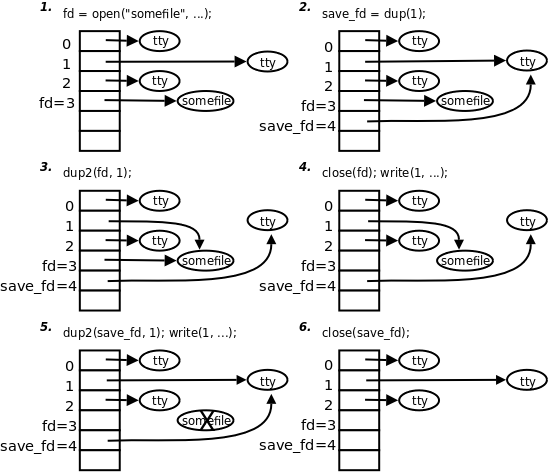 1. fd = open("somefile", ...);
0
tty
1
tty
2
tty
fd=3
somefile
2. save_fd = dup(1);
0
tty
1
tty
2
tty
fd=3
somefile
save_fd=4
3. dup2(fd, 1);
0
tty
1
tty
2
tty
fd=3
somefile
save_fd=4
4. close(fd); write(1, ...);
0
tty
1
tty
2
tty
fd=3
somefile
save_fd=4
5. dup2(save_fd, 1); write(1, ...);
0
tty
1
tty
2
tty
fd=3
somefile
save_fd=4
6. close(save_fd);
0
tty
1
tty
2
tty
fd=3
save_fd=4